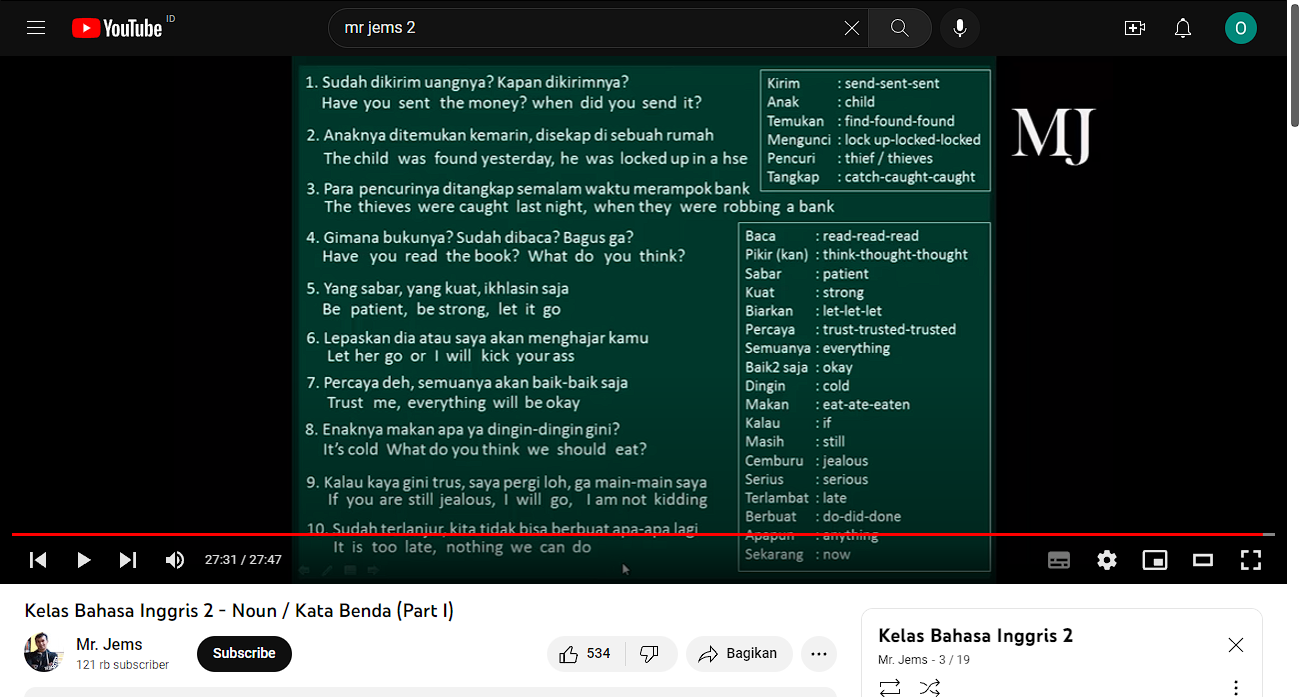 YouTube ID
mr jems 2
O
1. Sudah dikirim uangnya? Kapan dikirimnya?
Have you sent the money? when did you send it?
2. Anaknya ditemukan kemarin, disekap di sebuah rumah
The child was found yesterday, he was locked up in a hse
3. Para pencurinya ditangkap semalam waktu merampok bank
The thieves were caught last night, when they were robbing a bank
4. Gimana bukunya? Sudah dibaca? Bagus ga?
Have you read the book? What do you think?
5. Yang sabar, yang kuat, ikhlasin saja
Be patient, be strong, let it go
6. Lepaskan dia atau saya akan menghajar kamu
Let her go or I will kick your ass
7. Percaya deh, semuanya akan baik-baik saja
Trust me, everything will be okay
8. Enaknya makan apa ya dingin-dingin gini?
It's cold What do you think we should eat?
9. Kalau kaya gini trus, saya pergi loh, ga main-main saya
If you are still jealous, I will go, I am not kidding
10. Sudah terlanjur, kita tidak bisa berbuat apa-apa lagi
It is too late, nothing we can do
Kirim : send-sent-sent
Anak : child
Temukan : find-found-found
Mengunci : lock up-locked-locked
Pencuri : thief / thieves
Tangkap : catch-caught-caught
Baca : read-read-read
Pikir (kan) : think-thought-thought
Sabar : patient
Kuat : strong
Biarkan : let-let-let
Percaya : trust-trusted-trusted
Semuanya : everything
Baik2 saja : okay
Dingin : cold
Makan : eat-ate-eaten
Kalau : if
Masih : still
Cemburu : jealous
Serius : serious
Terlambat : late
Berbuat : do-did-done
Apapun : anything
Sekarang : now
MJ
27:31 / 27:47
Kelas Bahasa Inggris 2 - Noun / Kata Benda (Part I)
Mr. Jems
121 rb subscriber
Subscribe
534
Bagikan
Kelas Bahasa Inggris 2
Mr. Jems - 3 / 19